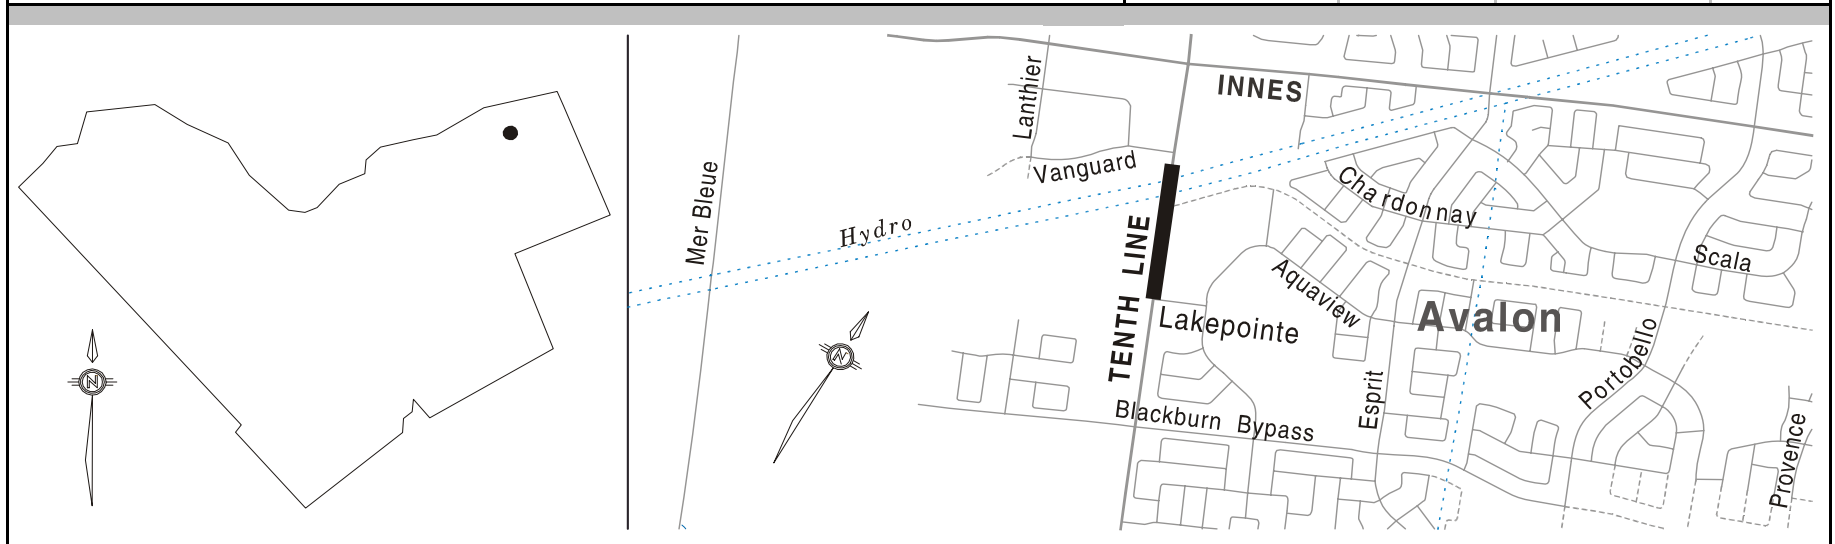 INNES
Lanthier
Vanguard
Mer Bleue
Hydro
Chardonnay
TENTH LINE
Scala
Aquaview
Lakepointe
Avalon
Portobello
Esprit
Blackburn Bypass
Provence
N
N